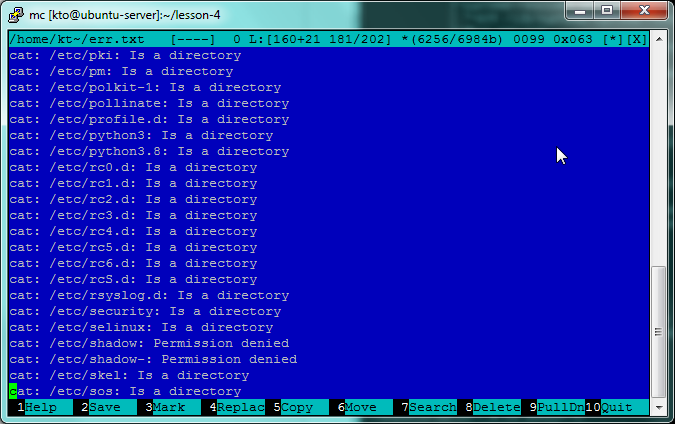 mc [kto@ubuntu-server]:~/lesson-4
/home/kt~/err.txt [----] 0 L:[160+21 181/202] *(6256/6984b) 0099 0x063 [*][X]
cat: /etc/pki: Is a directory
cat: /etc/pm: Is a directory
cat: /etc/polkit-1: Is a directory
cat: /etc/pollinate: Is a directory
cat: /etc/profile.d: Is a directory
cat: /etc/python3: Is a directory
cat: /etc/python3.8: Is a directory
cat: /etc/rc0.d: Is a directory
cat: /etc/rc1.d: Is a directory
cat: /etc/rc2.d: Is a directory
cat: /etc/rc3.d: Is a directory
cat: /etc/rc4.d: Is a directory
cat: /etc/rc5.d: Is a directory
cat: /etc/rc6.d: Is a directory
cat: /etc/rcS.d: Is a directory
cat: /etc/rsyslog.d: Is a directory
cat: /etc/security: Is a directory
cat: /etc/selinux: Is a directory
cat: /etc/shadow: Permission denied
cat: /etc/shadow-: Permission denied
cat: /etc/skel: Is a directory
cat: /etc/sos: Is a directory
1Help 2Save 3Mark 4Replac 5Copy 6Move 7Search 8Delete 9PullDn 10Quit